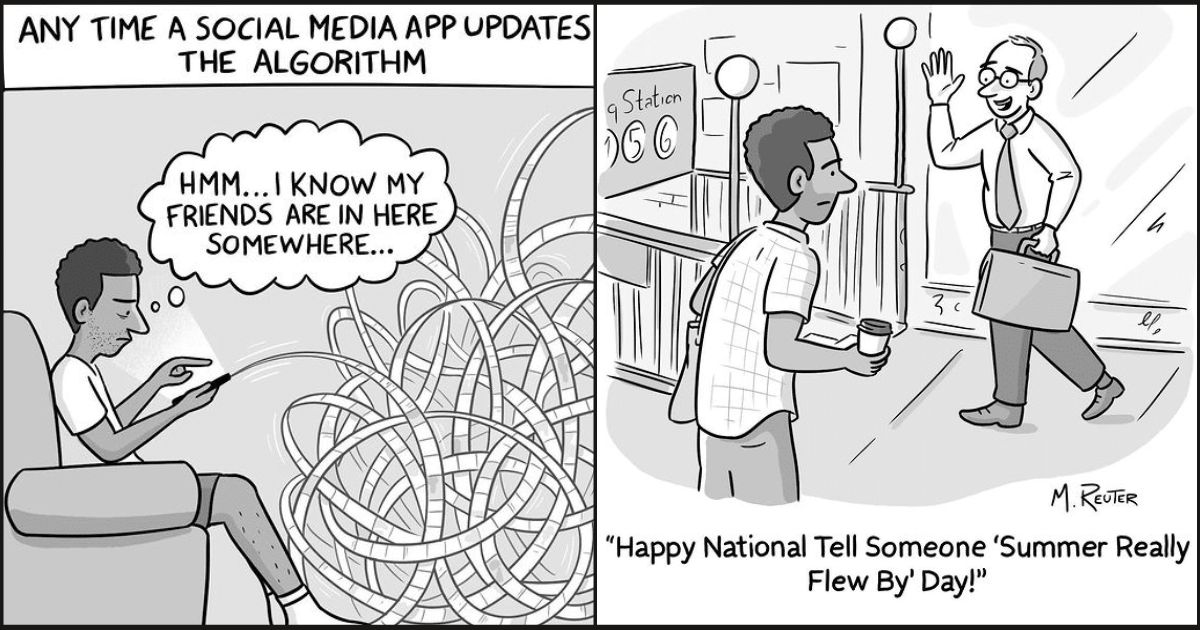 ANY TIME A SOCIAL MEDIA APP UPDATES
THE ALGORITHM
HMM...I KNOW MY
FRIENDS ARE IN HERE
SOMEWHERE...
g Station
5 6
M. REUTER
“Happy National Tell Someone ‘Summer Really
Flew By’ Day!”